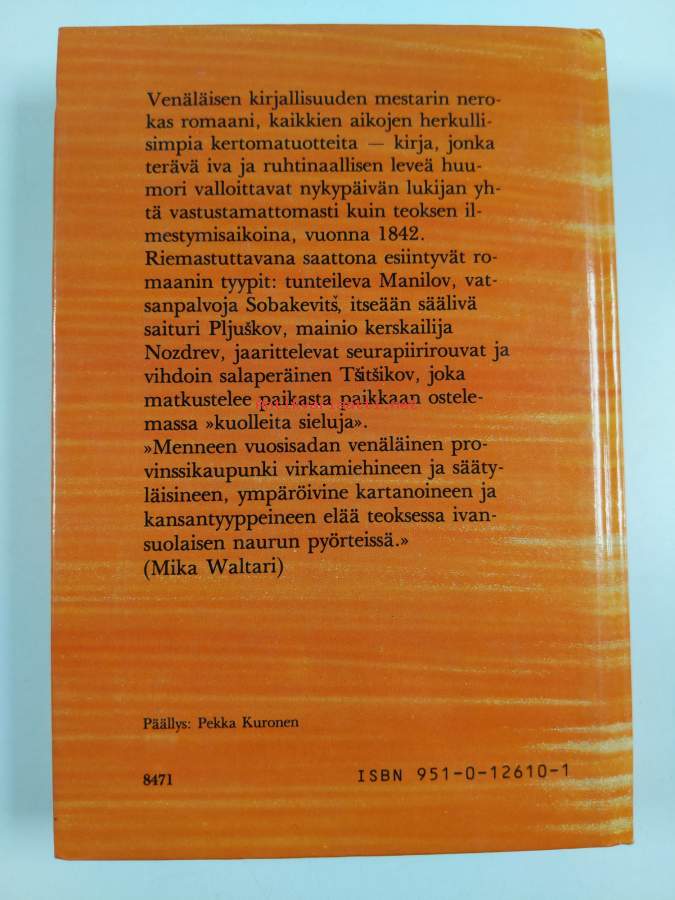 Venäläisen kirjallisuuden mestarin nero-
kas romaani, kaikkien aikojen herkulli-
simpia kertomatuotteita — kirja, jonka
terävä iva ja ruhtinaallisen leveä huu-
mori valloittavat nykypäivän lukijan yh-
tä vastustamattomasti kuin teoksen il-
mestymisaikoina, vuonna 1842.
Riemastuttavana saattona esiintyvät ro-
maanin tyypit: tunteileva Manilov, vat-
sanpalvoja Sobakevitš, itseään säälivä
saituri Pljuškov, mainio kerskailija
Nozdrev, jaarittelevat seurapiirirouvat ja
vihdoin salaperäinen Tšitšikov, joka
matkustelee paikasta paikkaan ostele-
massa »kuolleita sieluja».
»Menneen vuosisadan venäläinen pro-
vinssikaupunki virkamiehineen ja sääty-
läisineen, ympäröivine kartanoineen ja
kansantyyppeineen elää teoksessa ivan-
suolaisen naurun pyörteissä.»
(Mika Waltari)
Päällys: Pekka Kuronen
8471
ISBN 951-0-12610-1